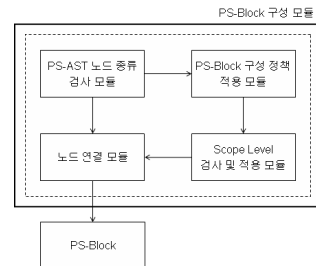 PS-Block 구성 모듈
PS-AST 노드 종류
검사 모듈
PS-Block 구성 정책
적용 모듈
노드 연결 모듈
Scope Level
검사 및 적용 모듈
PS-Block